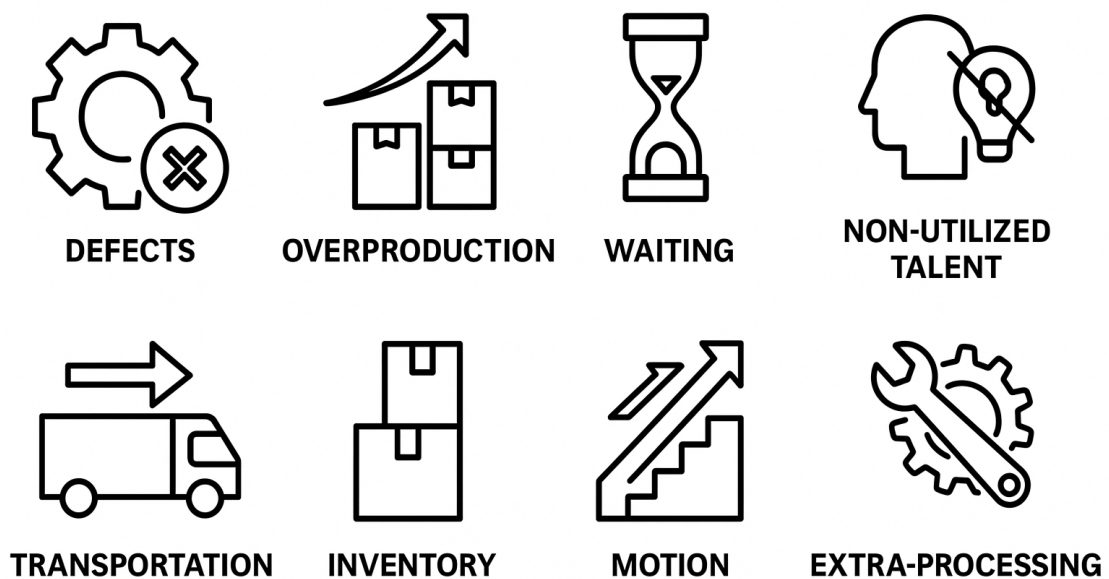 DEFECTS
OVERPRODUCTION
WAITING
NON-UTILIZED
TALENT
TRANSPORTATION
INVENTORY
MOTION
EXTRA-PROCESSING